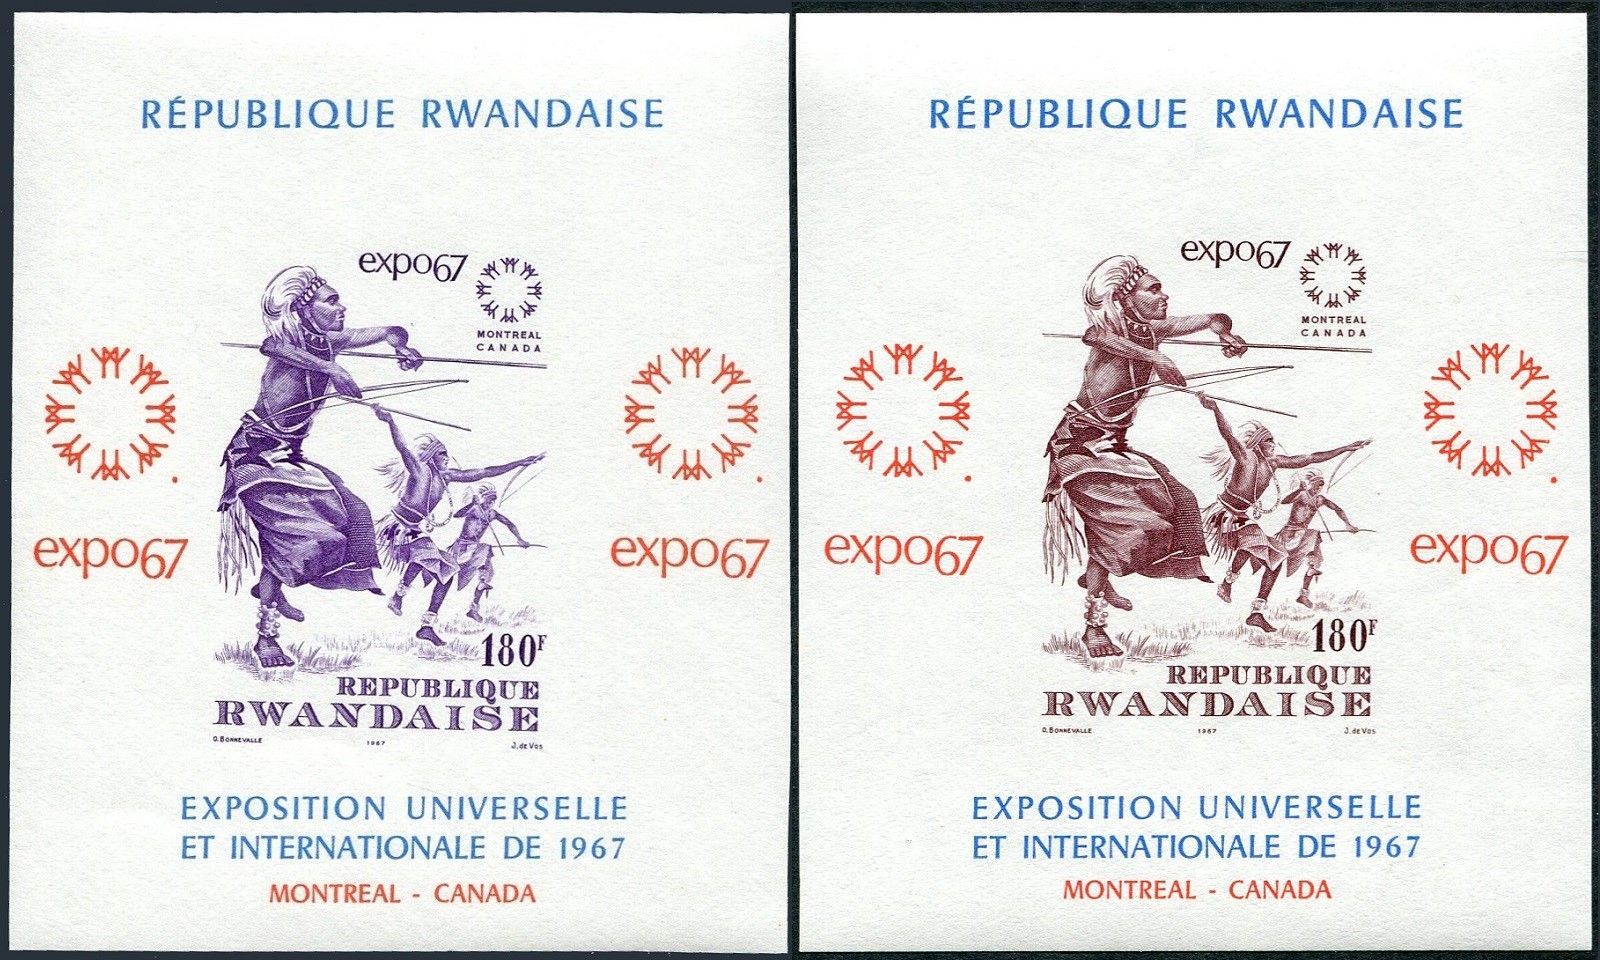 RÉPUBLIQUE RWANDAISE
expo67
MONTREAL
CANADA
expo67
expo67
180F
REPUBLIQUE
RWANDAISE
O. BONNEVALLE 1967 J. de Vos
EXPOSITION UNIVERSELLE
ET INTERNATIONALE DE 1967
MONTREAL - CANADA
RÉPUBLIQUE RWANDAISE
expo67
MONTREAL
CANADA
expo67
expo67
180F
REPUBLIQUE
RWANDAISE
O. BONNEVALLE 1967 J. de Vos
EXPOSITION UNIVERSELLE
ET INTERNATIONALE DE 1967
MONTREAL - CANADA